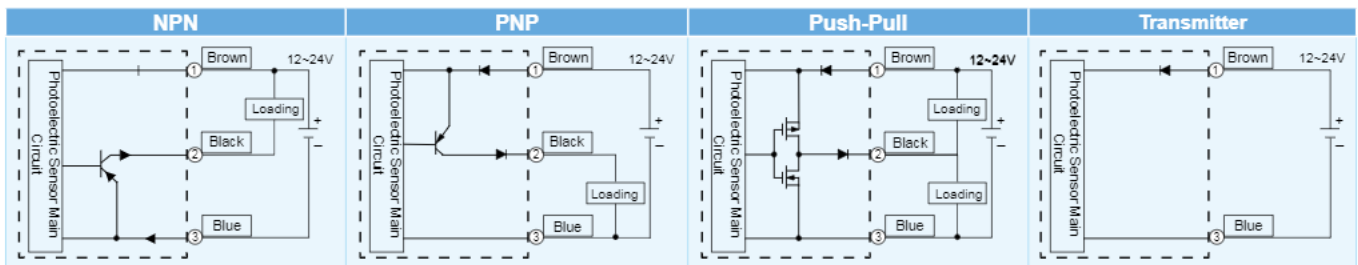 NPN
Photoelectric Sensor Main
Circuit
1
Brown
12~24V
Loading
+
−
2
Black
3
Blue
PNP
Photoelectric Sensor Main
Circuit
1
Brown
12~24V
+
−
2
Black
Loading
3
Blue
Push-Pull
Photoelectric Sensor Main
Circuit
1
Brown
12~24V
Loading
+
−
2
Black
Loading
3
Blue
Transmitter
Photoelectric Sensor Main
Circuit
1
Brown
12~24V
+
−
3
Blue